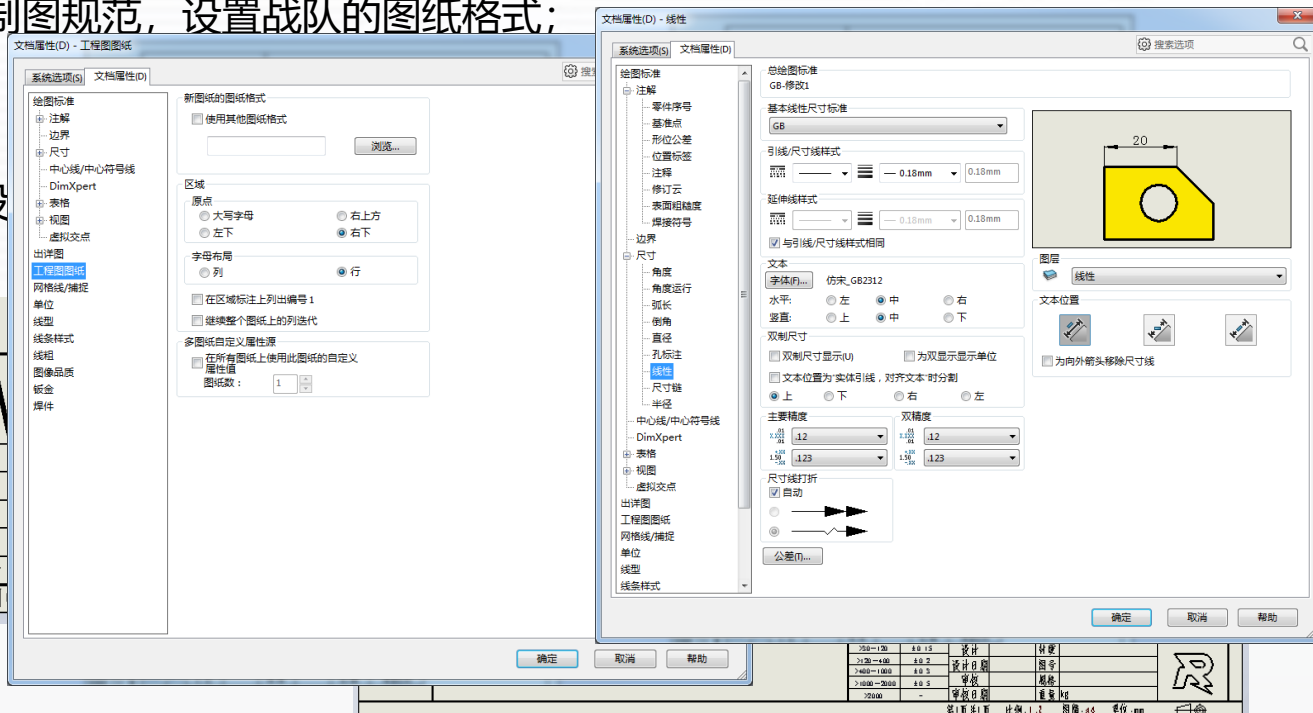 制图规范，设置战队的图纸格式；
文档属性(D) - 工程图图纸
系统选项(S) 文档属性(D)
绘图标准
注解
边界
尺寸
中心线/中心符号线
DimXpert
表格
视图
虚拟交点
出详图
工程图图纸
网格线/捕捉
单位
线型
线条样式
线粗
图像品质
钣金
焊件
新图纸的图纸格式
使用其他图纸格式
浏览...
区域
原点
大写字母 右上方
左下 右下
字母布局
列 行
在区域标注上列出编号 1
继续整个图纸上的列迭代
多图纸自定义属性源
在所有图纸上使用此图纸的自定义
属性值
图纸数： 1
确定 取消 帮助
文档属性(D) - 线性
系统选项(S) 文档属性(D)
搜索选项
绘图标准
注解
零件序号
基准点
形位公差
位置标签
注释
修订云
表面粗糙度
焊接符号
边界
尺寸
角度
角度运行
弧长
倒角
直径
孔标注
线性
尺寸链
半径
中心线/中心符号线
DimXpert
表格
视图
虚拟交点
出详图
工程图图纸
网格线/捕捉
单位
线型
线条样式
总绘图标准
GB-修改1
基本线性尺寸标准
GB
引线/尺寸线样式
0.18mm 0.18mm
延伸线样式
0.18mm 0.18mm
与引线/尺寸线样式相同
文本
字体(F)... 仿宋_GB2312
水平: 左 中 右
竖直: 上 中 下
双制尺寸
双制尺寸显示(U) 为双显示显示单位
文本位置为"实体引线，对齐文本"时分割
上 下 右 左
主要精度 双精度
.12 .12
.123 .123
尺寸线打折
自动
公差(T)...
20
图层
线性
文本位置
为向外箭头移除尺寸线
确定 取消 帮助
设计
>120-400 ±0.2 设计日期 图号
审核 规格
>1000-2000 ±0.5 审核日期 重量 kg
>2000 -
第1页 共1页 比例:1:2